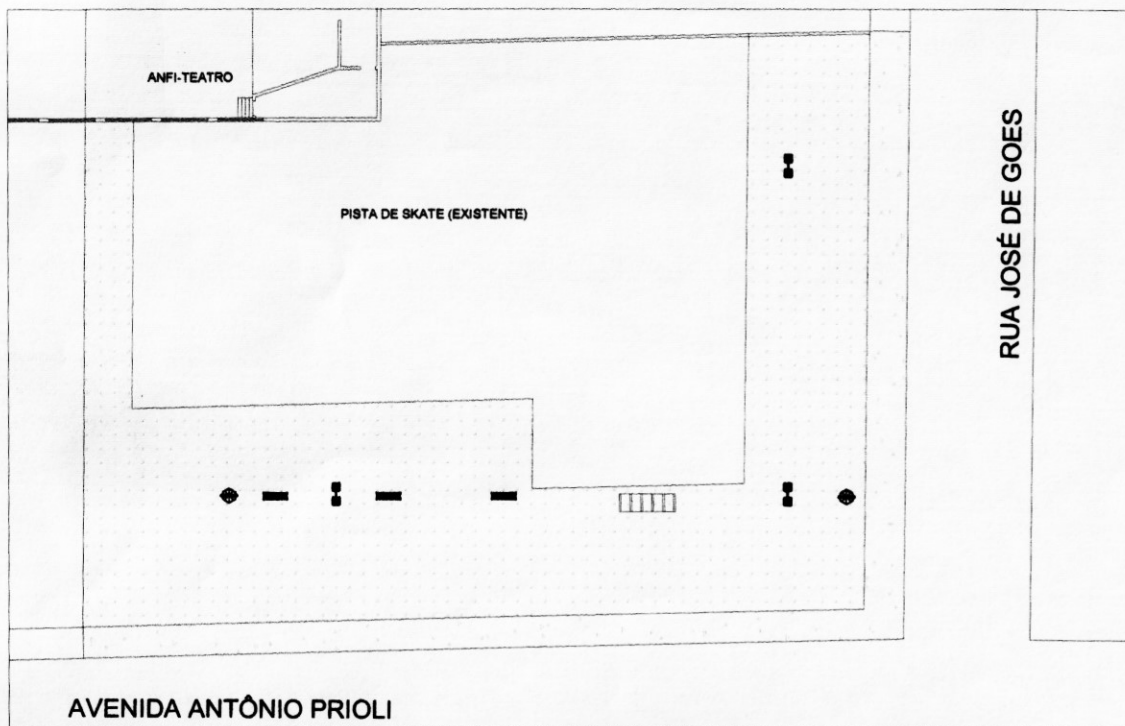 ANFI-TEATRO
PISTA DE SKATE (EXISTENTE)
RUA JOSÉ DE GOES
AVENIDA ANTÔNIO PRIOLI